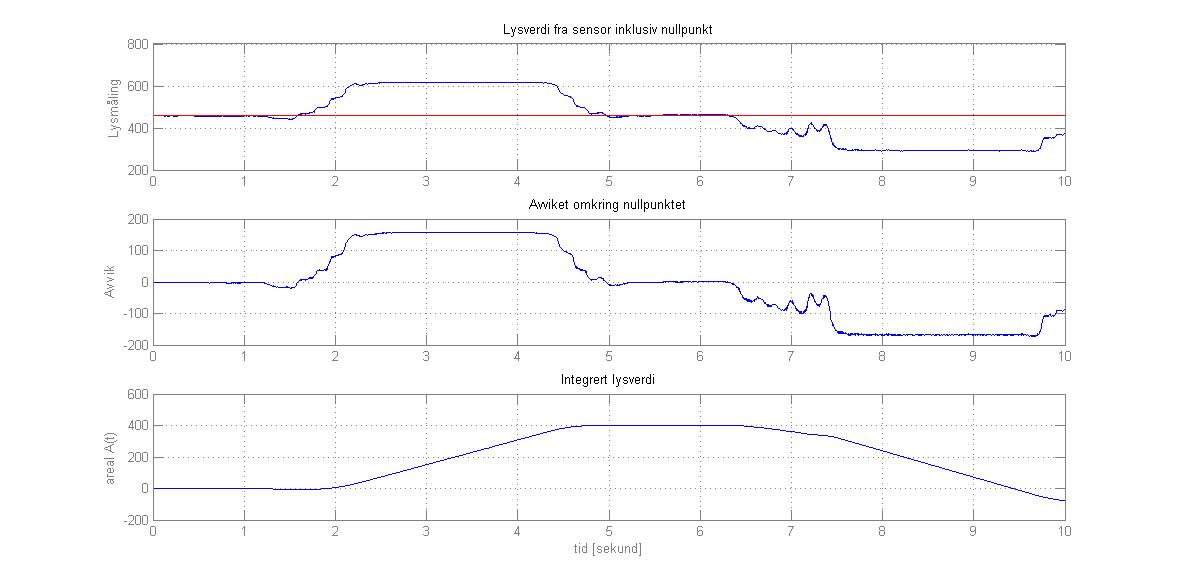 Lysverdi fra sensor inklusiv nullpunkt
800
600
400
200
Lysmåling
0 1 2 3 4 5 6 7 8 9 10
Avviket omkring nullpunktet
200
100
0
-100
-200
Avvik
0 1 2 3 4 5 6 7 8 9 10
Integrert lysverdi
600
400
200
0
-200
areal A(t)
0 1 2 3 4 5 6 7 8 9 10
tid [sekund]